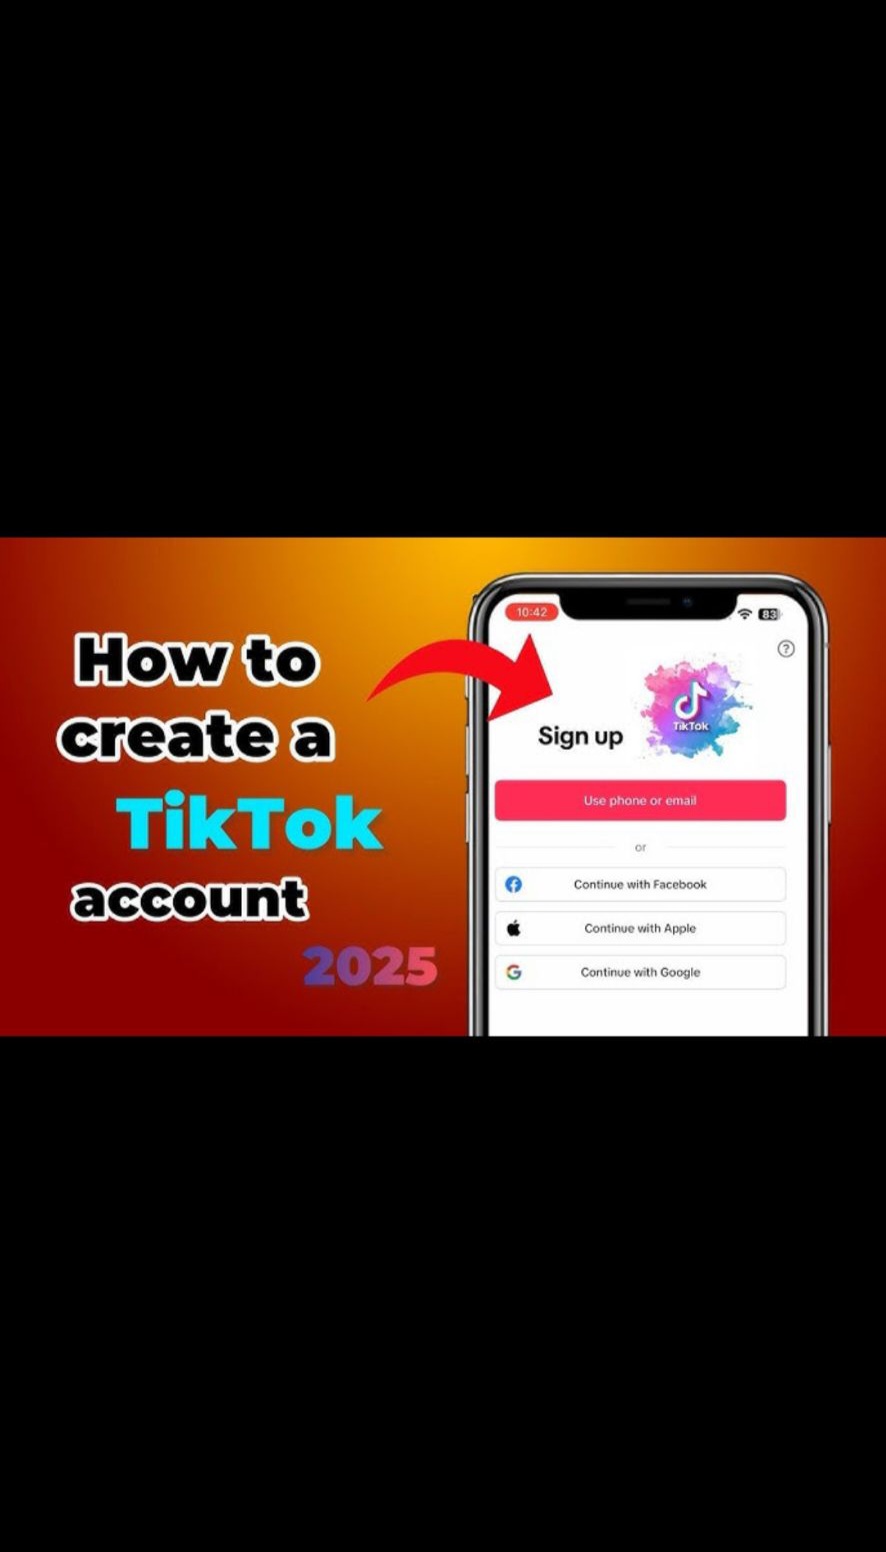 How to
create a
TikTok
account
2025
10:42
83
?
TikTok
Sign up
Use phone or email
or
Continue with Facebook
Continue with Apple
Continue with Google